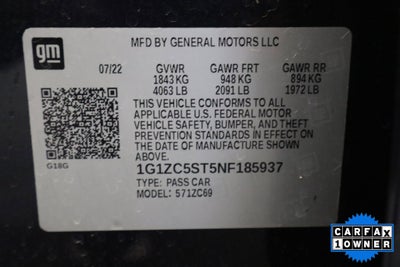 gm
MFD BY GENERAL MOTORS LLC
07/22 GVWR GAWR FRT GAWR RR
1843 KG 948 KG 894 KG
4063 LB 2091 LB 1972 LB
THIS VEHICLE CONFORMS TO ALL
APPLICABLE U.S. FEDERAL MOTOR
VEHICLE SAFETY, BUMPER, AND THEFT
PREVENTION STANDARDS IN EFFECT ON
THE DATE OF MANUFACTURE SHOWN
ABOVE.
G18G
1G1ZC5ST5NF185937
TYPE: PASS CAR
MODEL: 571ZC69
CARFAX
1 OWNER